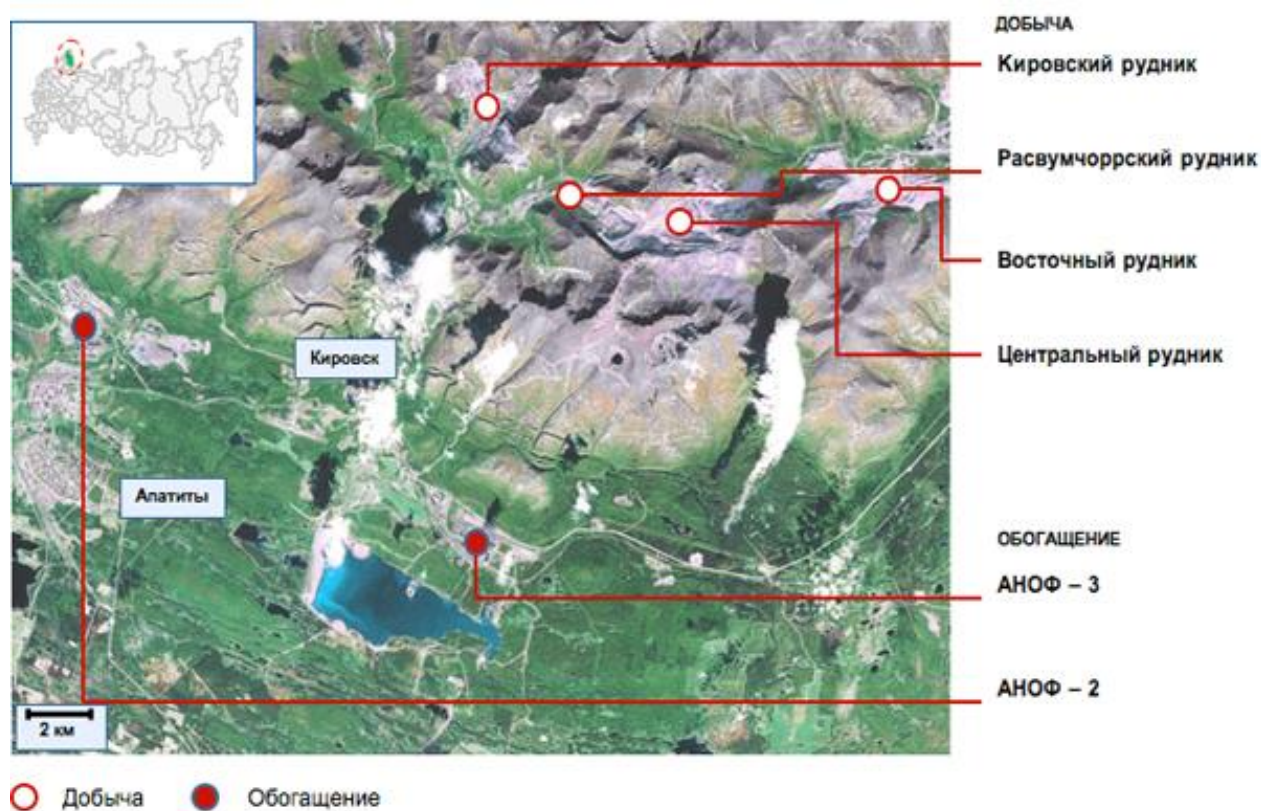 ДОБЫЧА
Кировский рудник
Расвумчоррский рудник
Восточный рудник
Центральный рудник
Кировск
Апатиты
ОБОГАЩЕНИЕ
АНОФ – 3
АНОФ – 2
2 км
Добыча
Обогащение